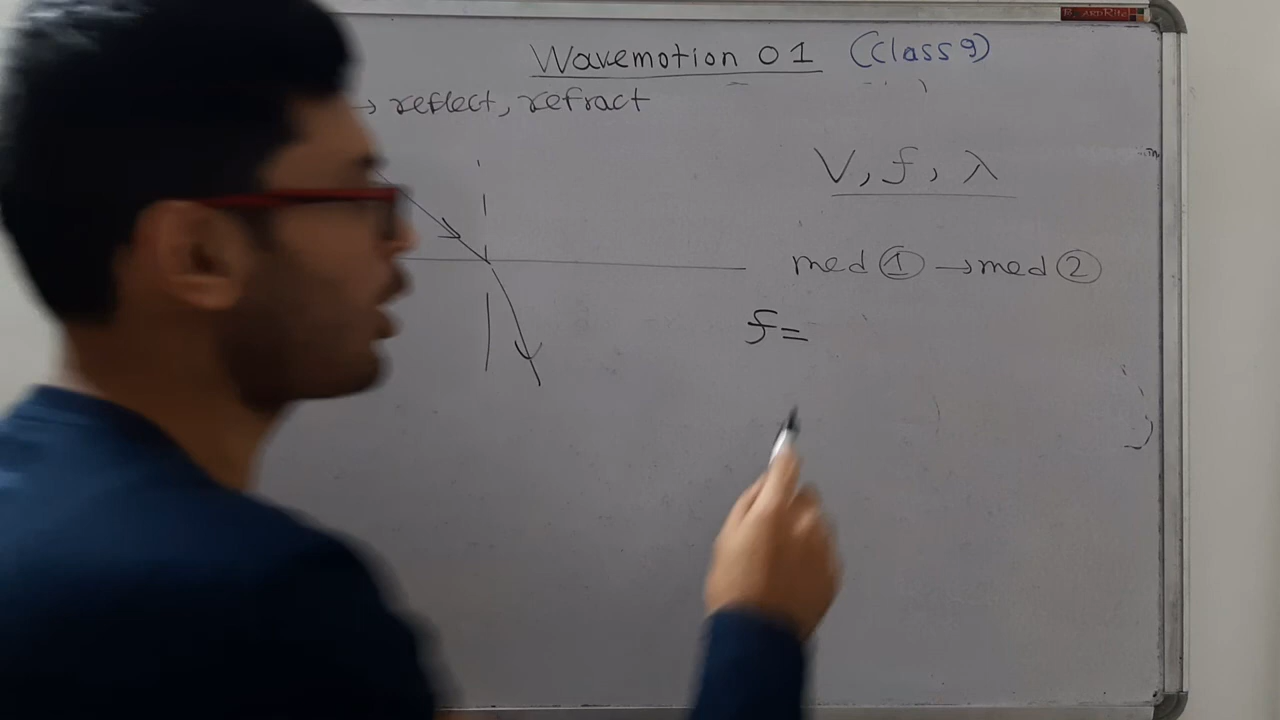 Wavemotion 01 (Class 9)
→ reflect, refract
V, f, λ
med ① → med ②
f =